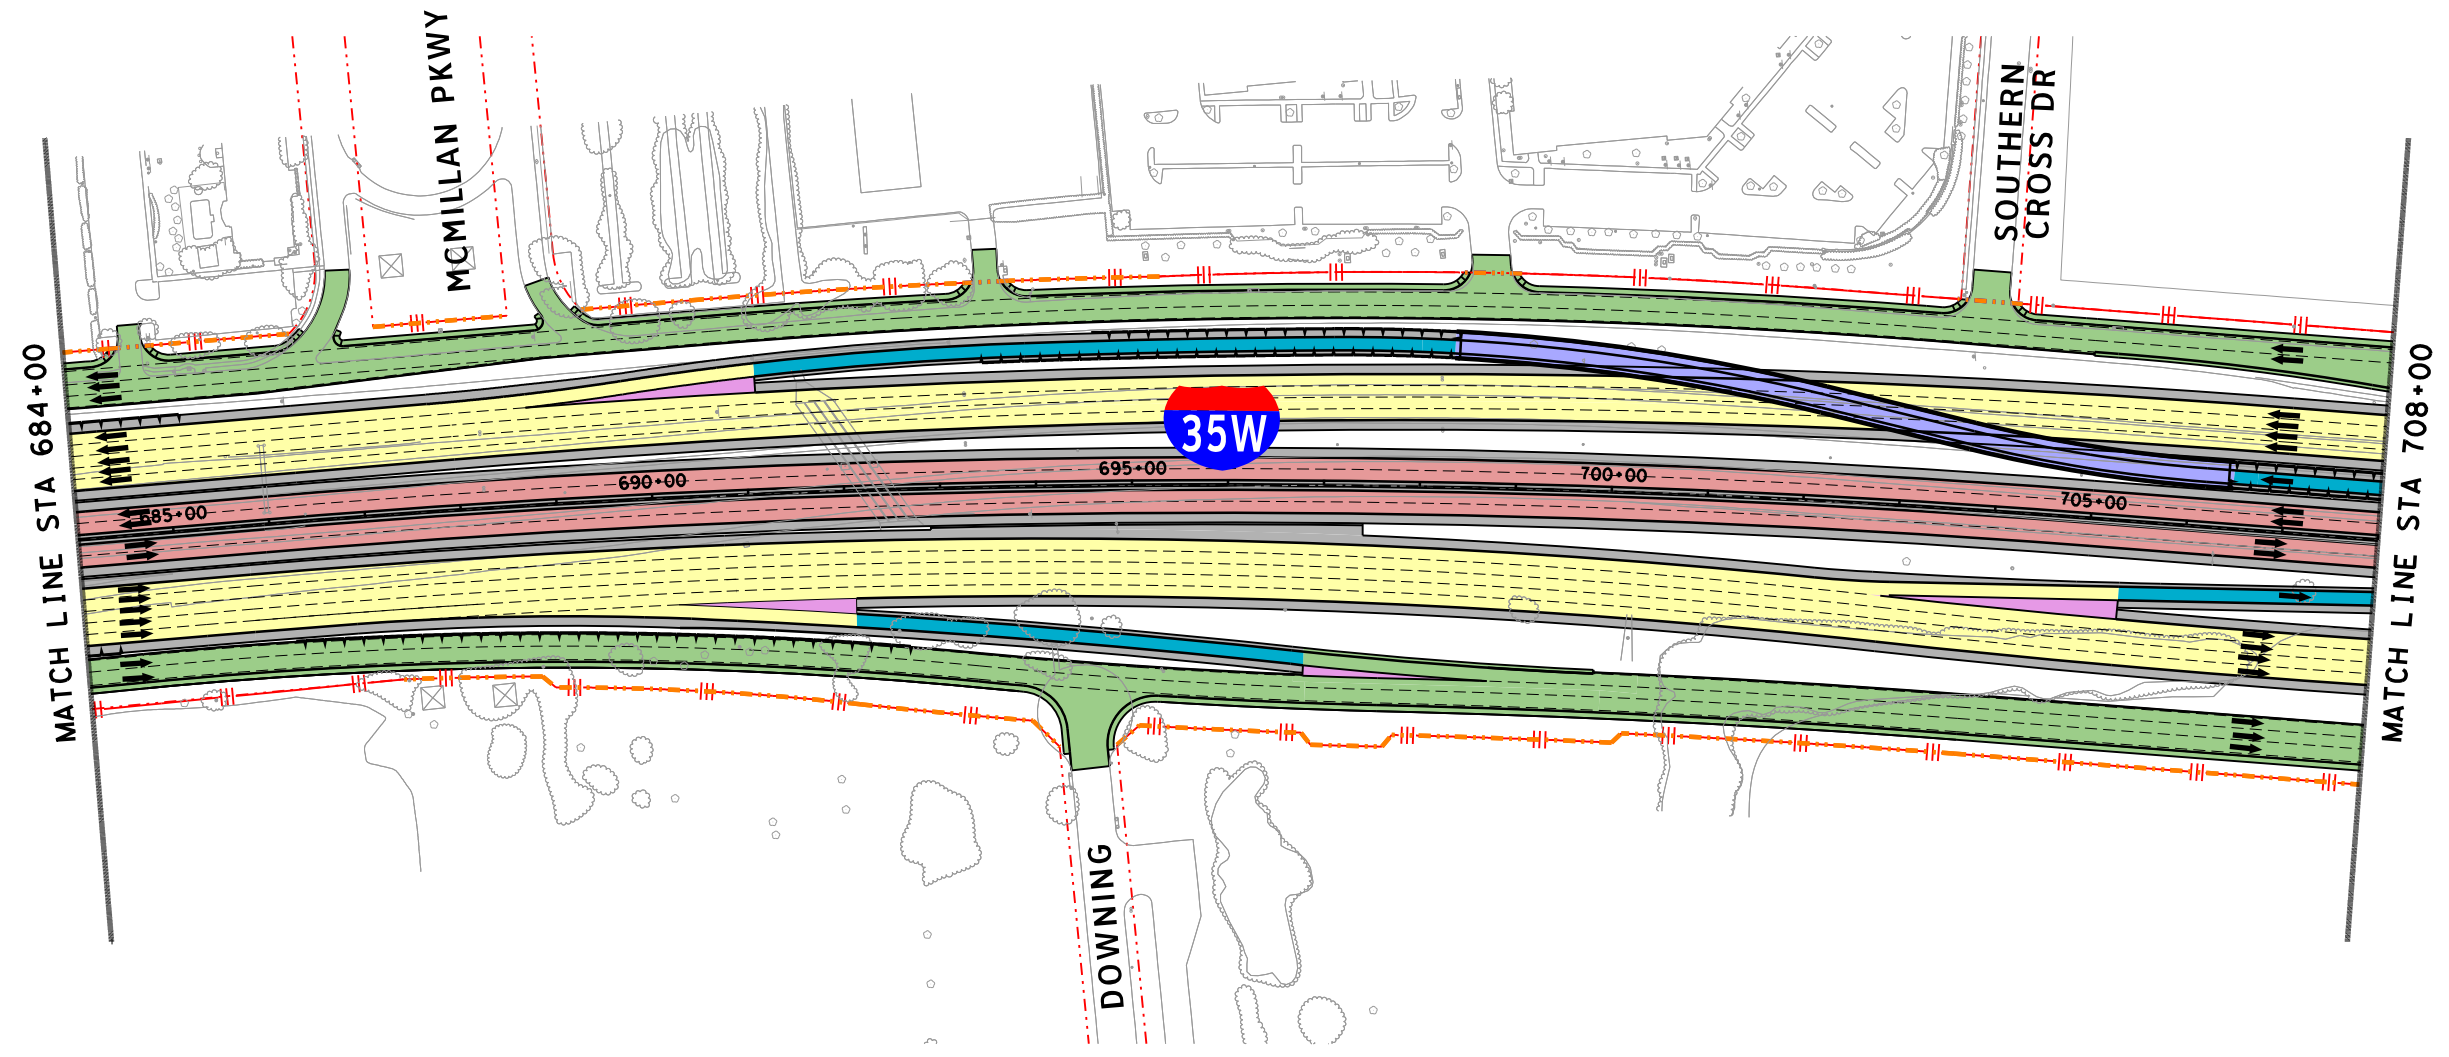 MCMILLAN PKWY
SOUTHERN
CROSS DR
MATCH LINE STA 684+00
MATCH LINE STA 708+00
35W
685+00
690+00
695+00
700+00
705+00
DOWNING